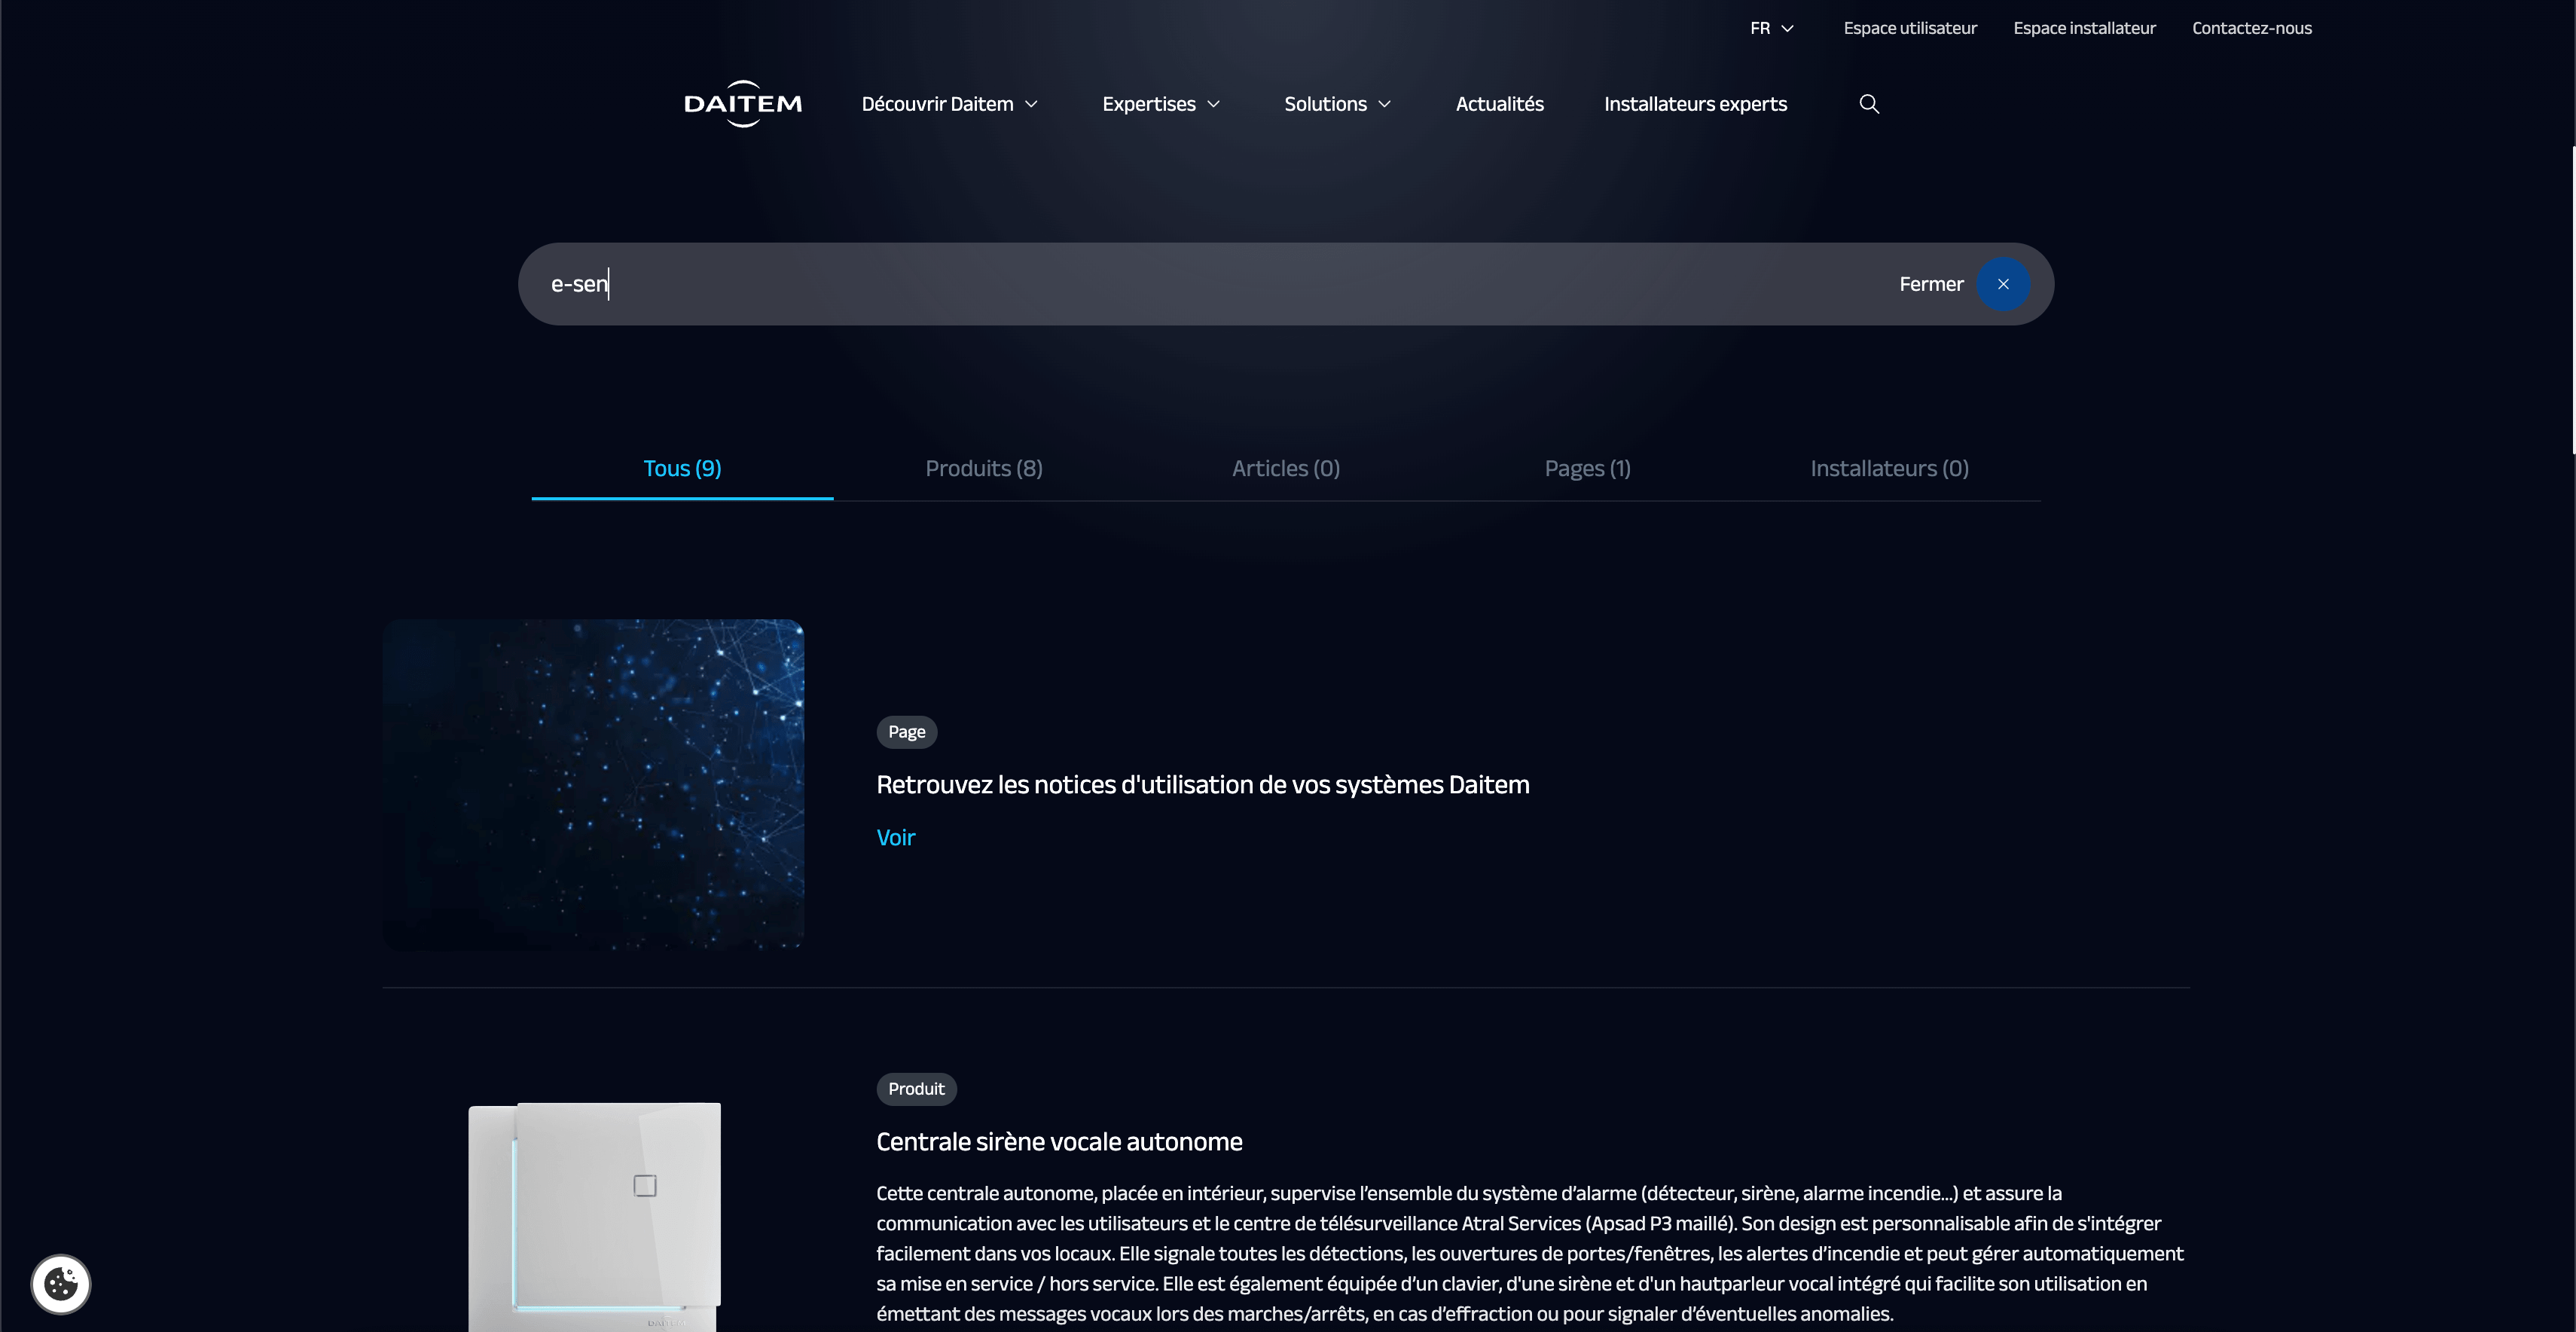 FR
Espace utilisateur
Espace installateur
Contactez-nous
DAITEM
Découvrir Daitem
Expertises
Solutions
Actualités
Installateurs experts
e-sen
Fermer
Tous (9)
Produits (8)
Articles (0)
Pages (1)
Installateurs (0)
Page
Retrouvez les notices d'utilisation de vos systèmes Daitem
Voir
Produit
Centrale sirène vocale autonome
Cette centrale autonome, placée en intérieur, supervise l’ensemble du système d’alarme (détecteur, sirène, alarme incendie...) et assure la
communication avec les utilisateurs et le centre de télésurveillance Atral Services (Apsad P3 maillé). Son design est personnalisable afin de s'intégrer
facilement dans vos locaux. Elle signale toutes les détections, les ouvertures de portes/fenêtres, les alertes d’incendie et peut gérer automatiquement
sa mise en service / hors service. Elle est également équipée d’un clavier, d'une sirène et d'un hautparleur vocal intégré qui facilite son utilisation en
émettant des messages vocaux lors des marches/arrêts, en cas d’effraction ou pour signaler d’éventuelles anomalies.
DAITEM